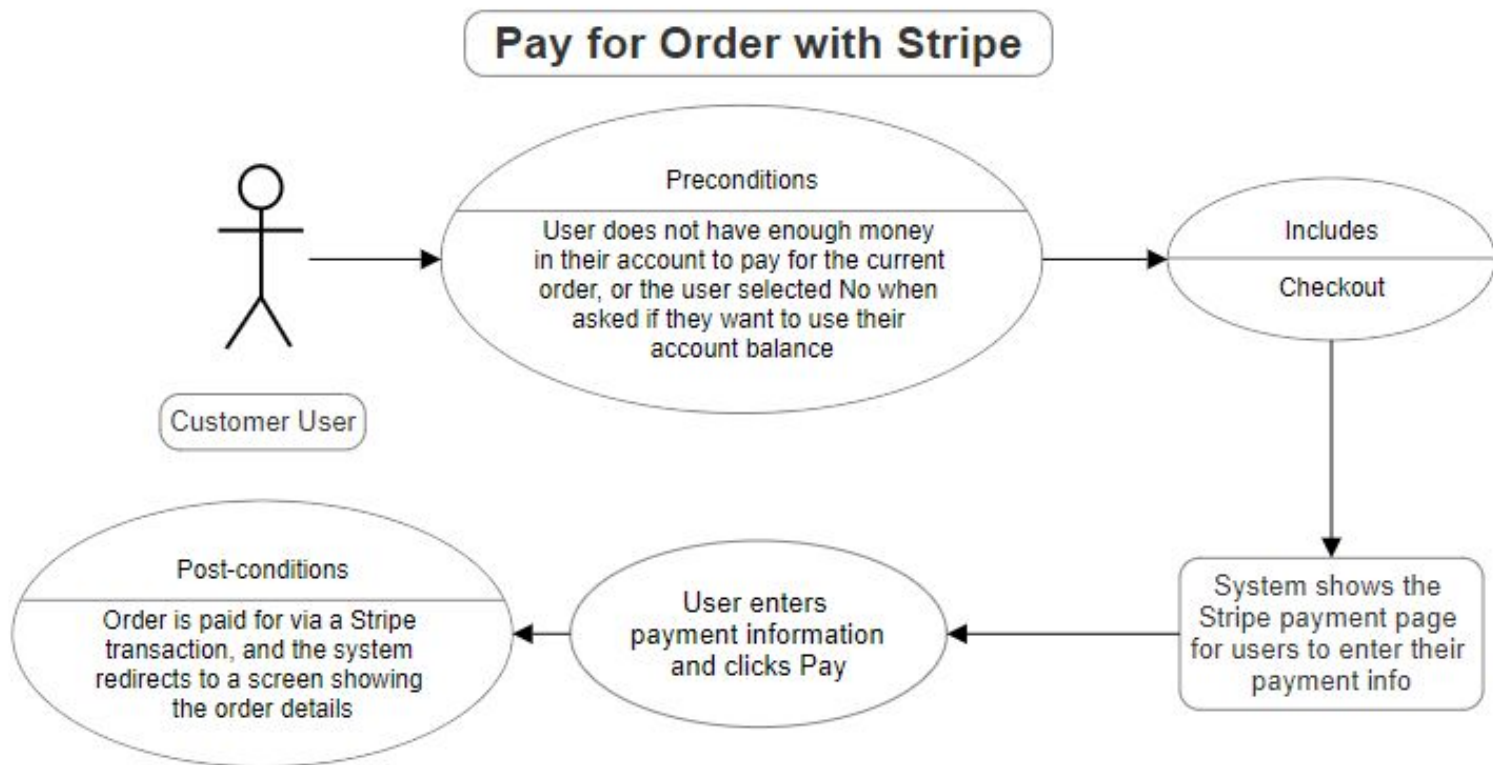 Pay for Order with Stripe
Preconditions
User does not have enough money
in their account to pay for the current
order, or the user selected No when
asked if they want to use their
account balance
Includes
Checkout
Customer User
System shows the
Stripe payment page
for users to enter their
payment info
User enters
payment information
and clicks Pay
Post-conditions
Order is paid for via a Stripe
transaction, and the system
redirects to a screen showing
the order details